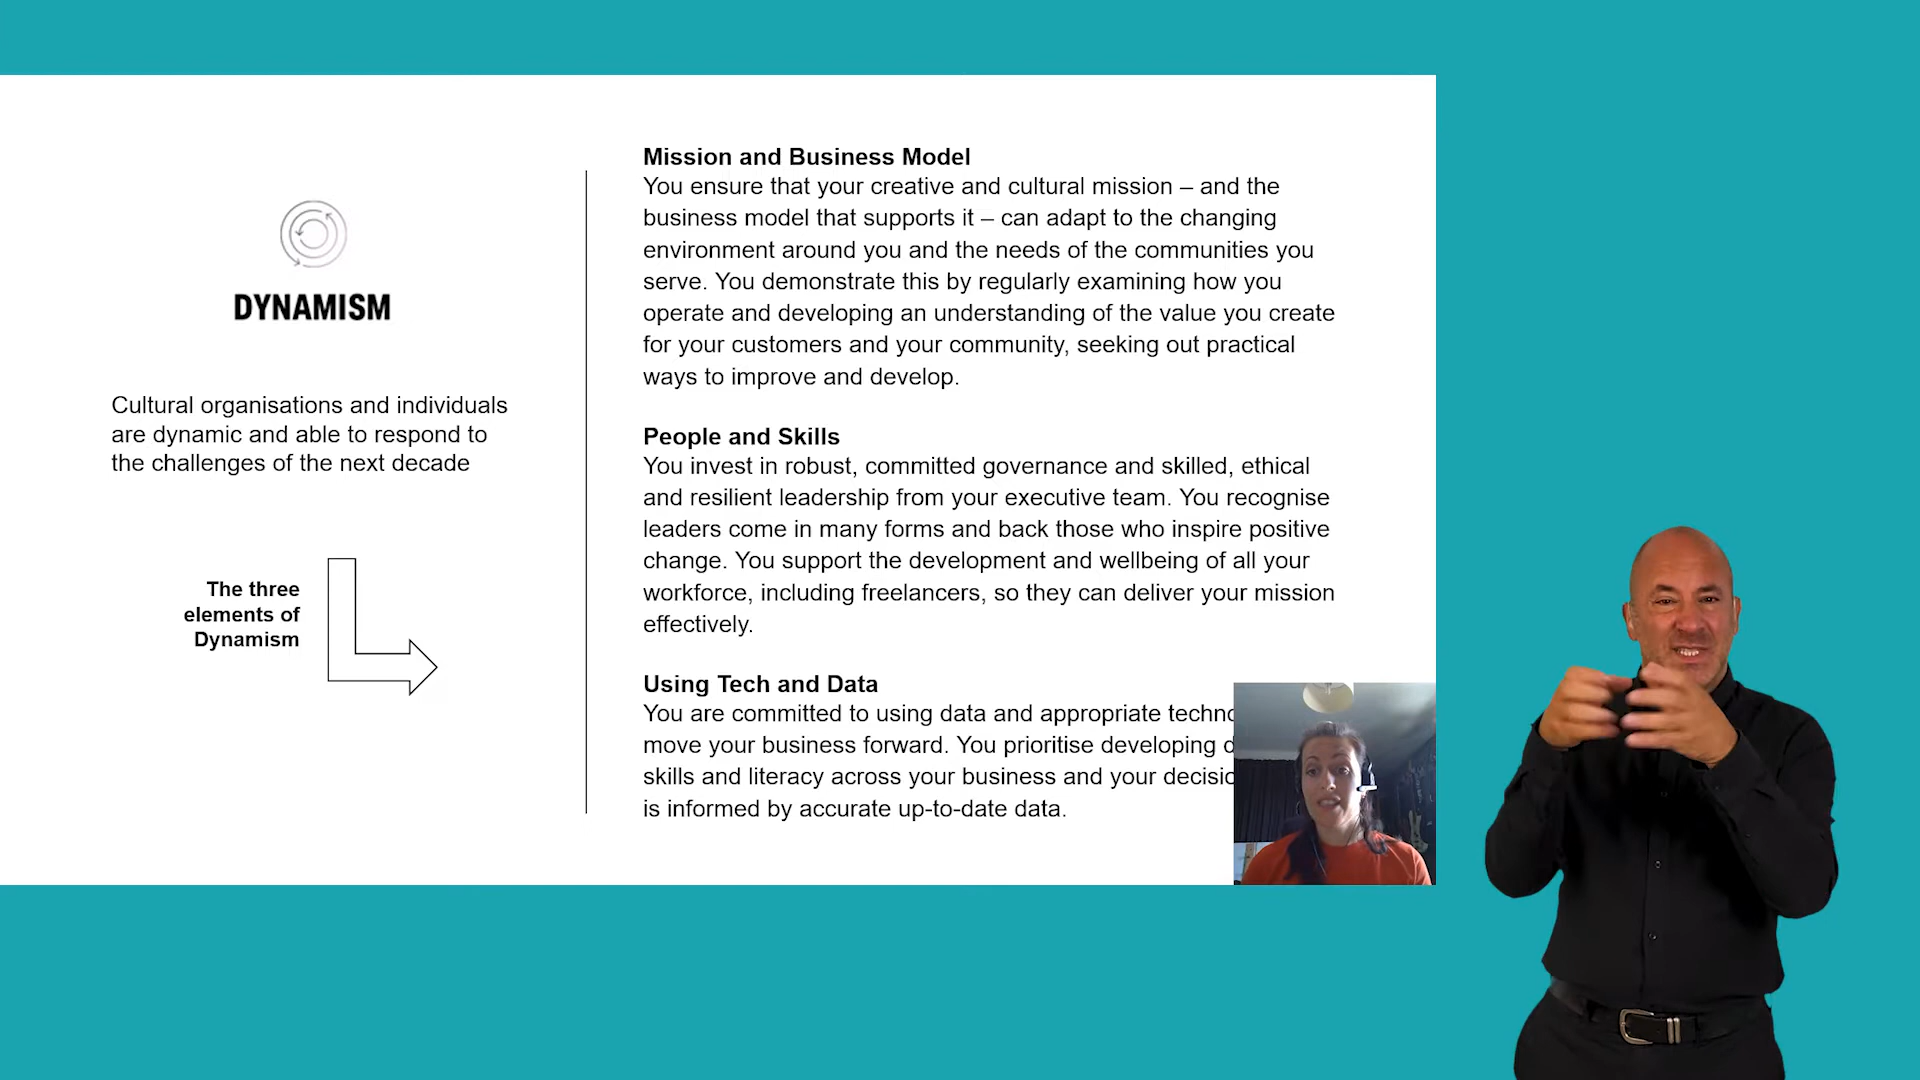 DYNAMISM
Cultural organisations and individuals
are dynamic and able to respond to
the challenges of the next decade
The three
elements of
Dynamism
Mission and Business Model
You ensure that your creative and cultural mission – and the
business model that supports it – can adapt to the changing
environment around you and the needs of the communities you
serve. You demonstrate this by regularly examining how you
operate and developing an understanding of the value you create
for your customers and your community, seeking out practical
ways to improve and develop.
People and Skills
You invest in robust, committed governance and skilled, ethical
and resilient leadership from your executive team. You recognise
leaders come in many forms and back those who inspire positive
change. You support the development and wellbeing of all your
workforce, including freelancers, so they can deliver your mission
effectively.
Using Tech and Data
You are committed to using data and appropriate
move your business forward. You prioritise developing
skills and literacy across your business and your
is informed by accurate up-to-date data.